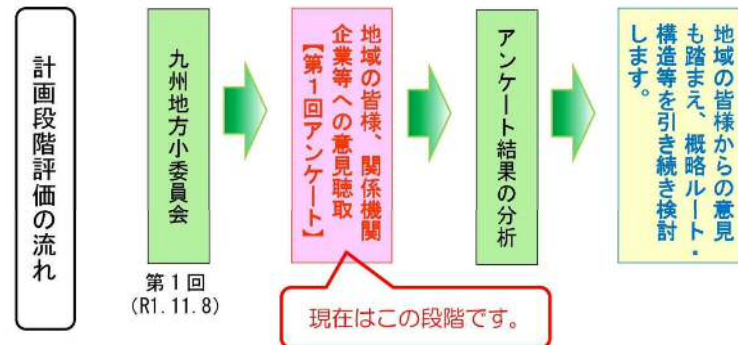 計画段階評価の流れ
九州地方小委員会
第1回
(R1.11.8)
地域の皆様、関係機関
企業等への意見聴取
【第1回アンケート】
現在はこの段階です。
アンケート結果の分析
地域の皆様からの意見
も踏まえ、概略ルート・
構造等を引き続き検討
します。